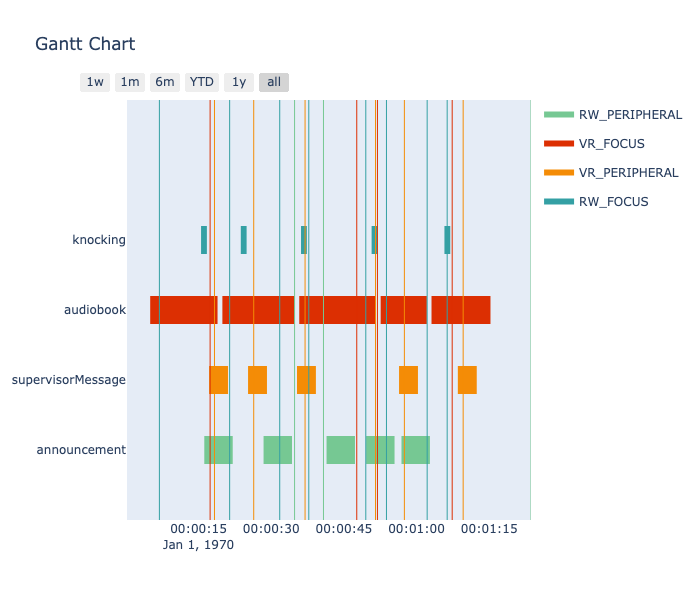 Gantt Chart
1w 1m 6m YTD 1y all
RW_PERIPHERAL
VR_FOCUS
VR_PERIPHERAL
RW_FOCUS
knocking
audiobook
supervisorMessage
announcement
00:00:15 00:00:30 00:00:45 00:01:00 00:01:15
Jan 1, 1970